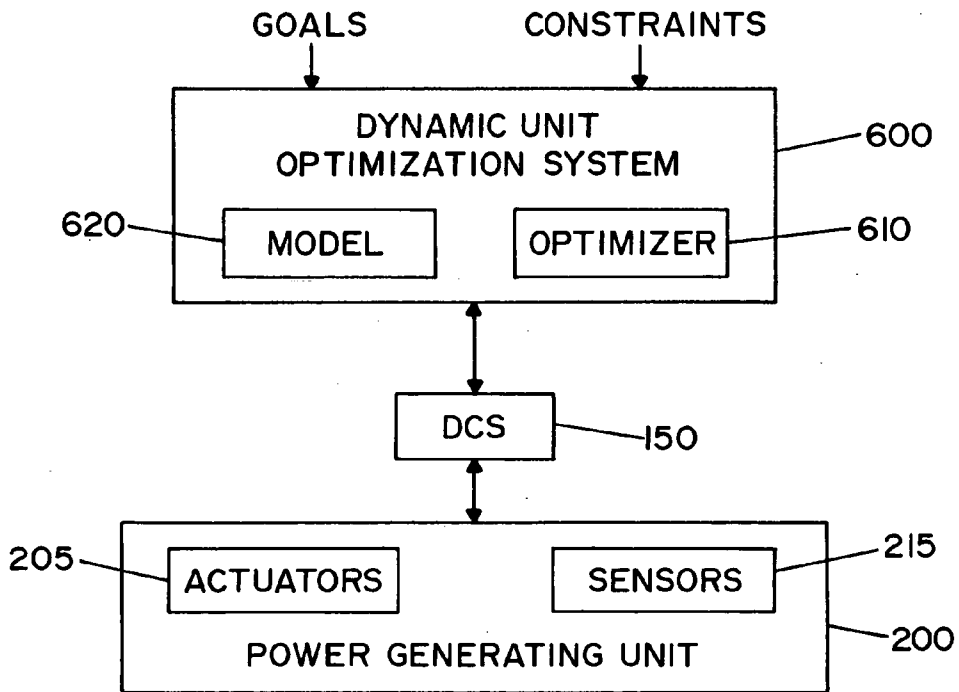 GOALS CONSTRAINTS
DYNAMIC UNIT
OPTIMIZATION SYSTEM
600
620
MODEL
OPTIMIZER
610
DCS
150
205
ACTUATORS
SENSORS
215
POWER GENERATING UNIT
200